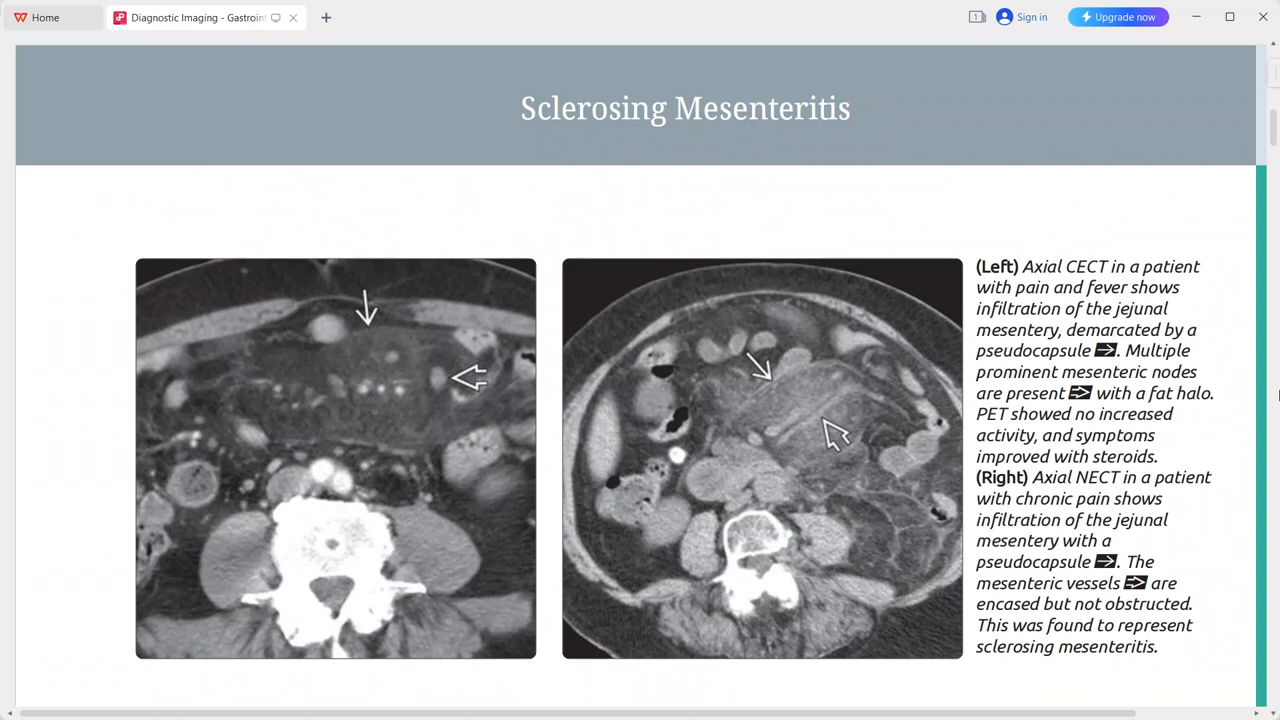 Home
Diagnostic Imaging - Gastroint
1
Sign in
Upgrade now
Sclerosing Mesenteritis
(Left) Axial CECT in a patient
with pain and fever shows
infiltration of the jejunal
mesentery, demarcated by a
pseudocapsule ➡. Multiple
prominent mesenteric nodes
are present ➡ with a fat halo.
PET showed no increased
activity, and symptoms
improved with steroids.
(Right) Axial NECT in a patient
with chronic pain shows
infiltration of the jejunal
mesentery with a
pseudocapsule ➡. The
mesenteric vessels ➡ are
encased but not obstructed.
This was found to represent
sclerosing mesenteritis.